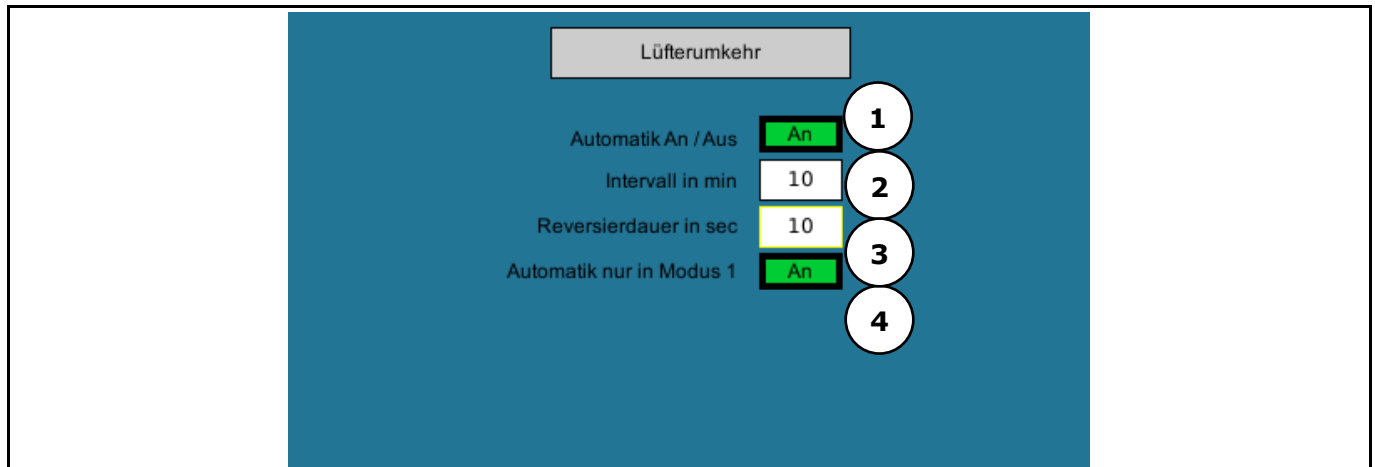 Lüfterumkehr
Automatik An / Aus An 1
Intervall in min 10 2
Reversierdauer in sec 10 3
Automatik nur in Modus 1 An 4